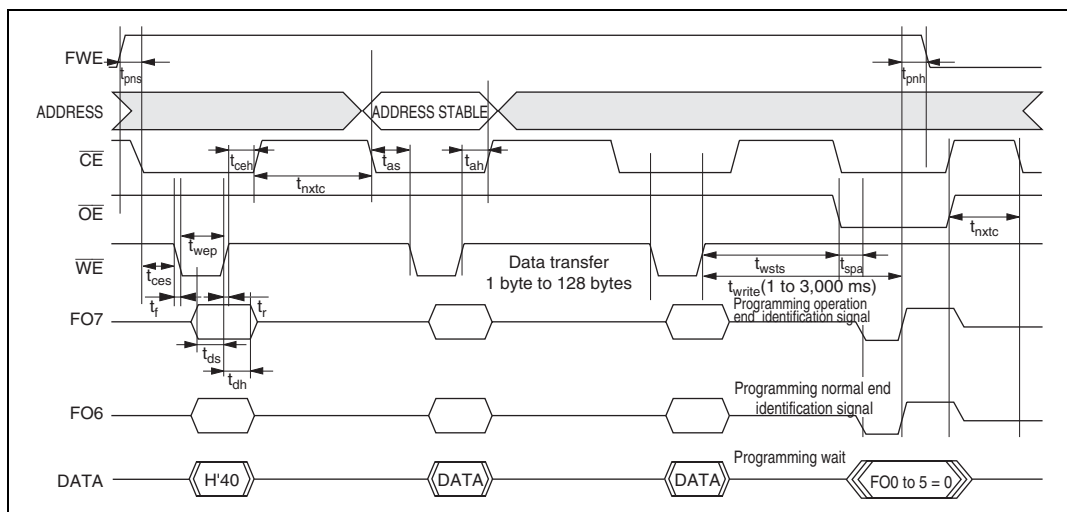 FWE
tpns
tpnh
ADDRESS
ADDRESS STABLE
CE
tceh
tas
tah
tnxtc
OE
tnxtc
twep
WE
tces
Data transfer
1 byte to 128 bytes
twsts
tspa
twrite(1 to 3,000 ms)
tf
tr
Programming operation
end identification signal
FO7
tds
tdh
Programming normal end
identification signal
FO6
Programming wait
DATA
H'40
DATA
DATA
FO0 to 5 = 0